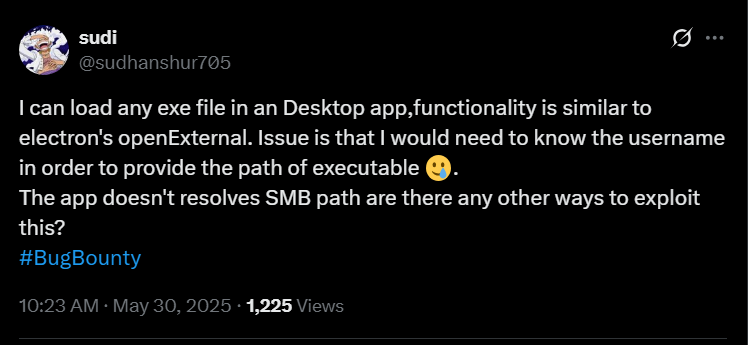 sudi
@sudhanshur705
I can load any exe file in an Desktop app,functionality is similar to
electron's openExternal. Issue is that I would need to know the username
in order to provide the path of executable 🥲.
The app doesn't resolves SMB path are there any other ways to exploit
this?
#BugBounty
10:23 AM · May 30, 2025 · 1,225 Views